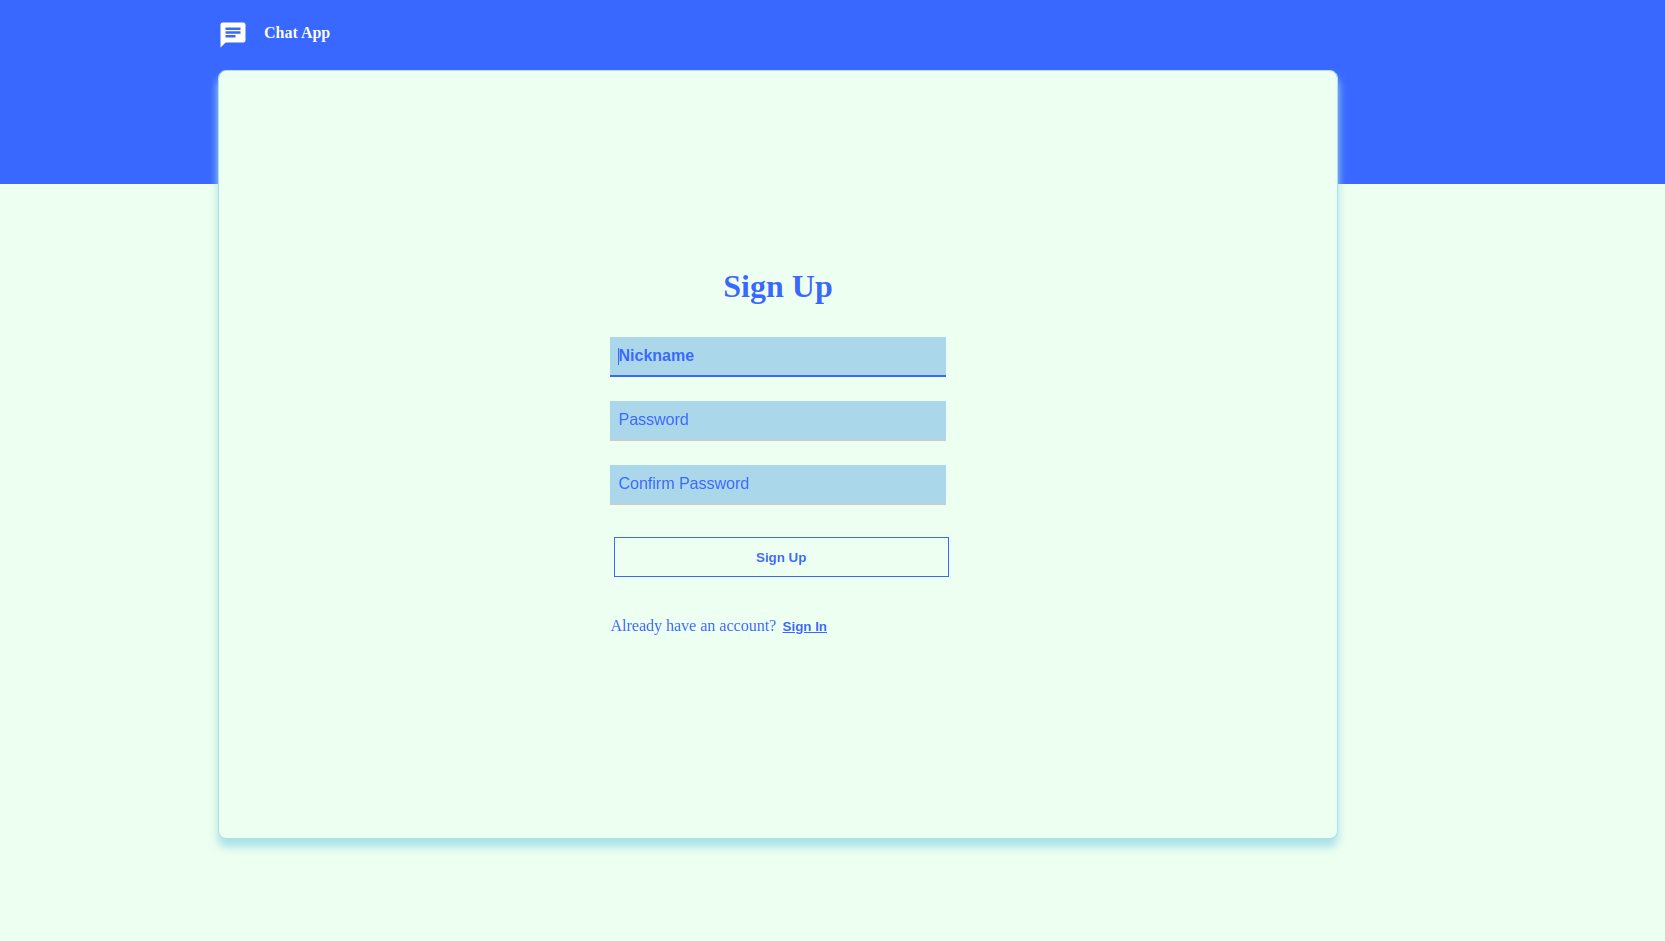 Chat App
Sign Up
Nickname
Password
Confirm Password
Sign Up
Already have an account? Sign In